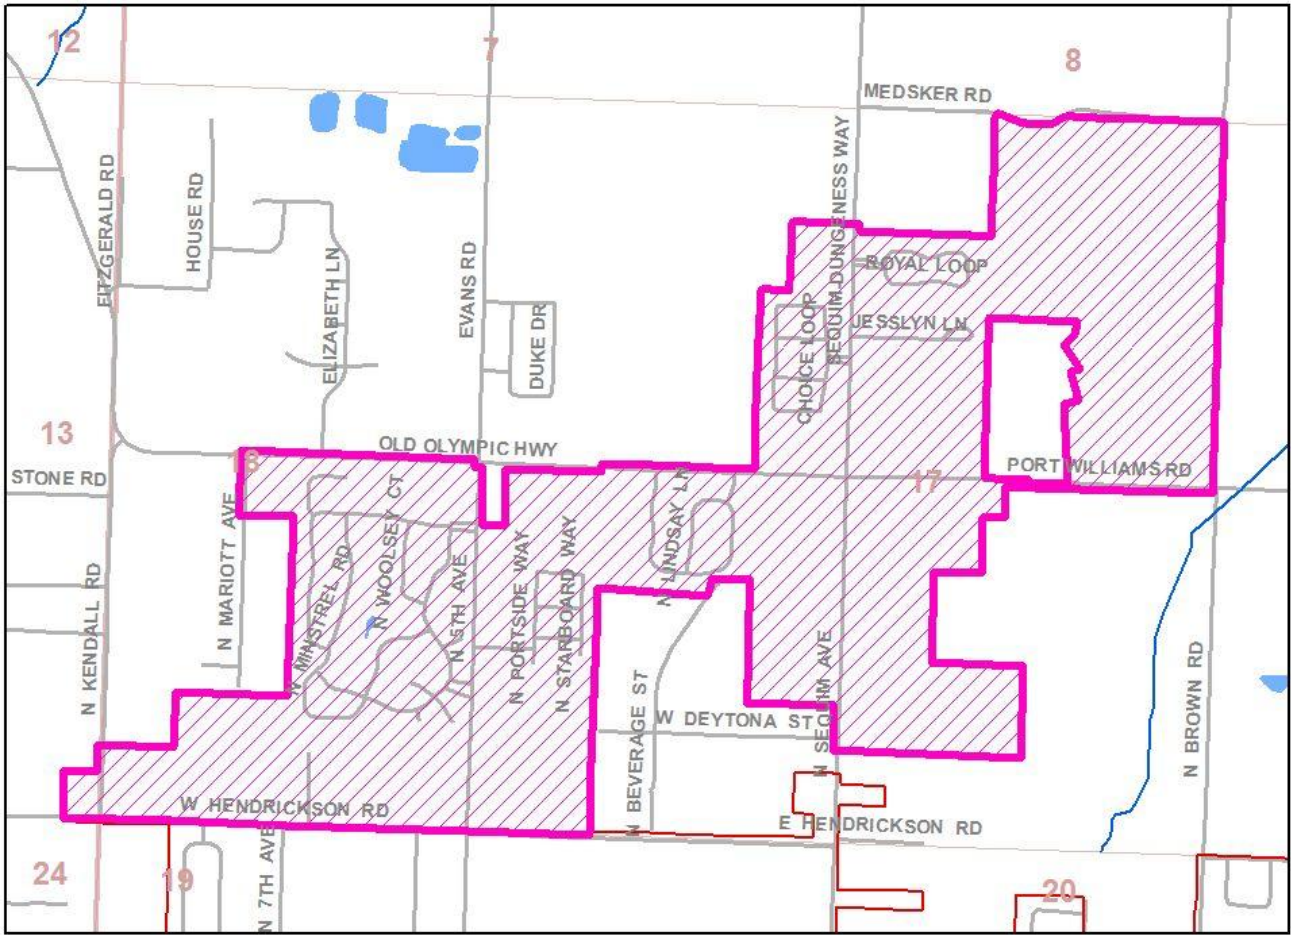 12
7
8
MEDSKER RD
FITZGERALD RD
HOUSE RD
SEQUIM DUNGENESS WAY
ELIZABETH LN
EVANS RD
DUKE DR
ROYAL LOOP
CHOICE LOOP
JESSLYN LN
13
18
OLD OLYMPIC HWY
STONE RD
17
PORT WILLIAMS RD
N MARIOTT AVE
N WOOLSEY CT
N LINDSAY LN
N MINSTREL RD
N 5TH AVE
N PORTSIDE WAY
N STARBOARD WAY
N KENDALL RD
N BEVERAGE ST
W DEYTONA ST
N SEQUIM AVE
N BROWN RD
W HENDRICKSON RD
E HENDRICKSON RD
24
19
N 7TH AVE
20